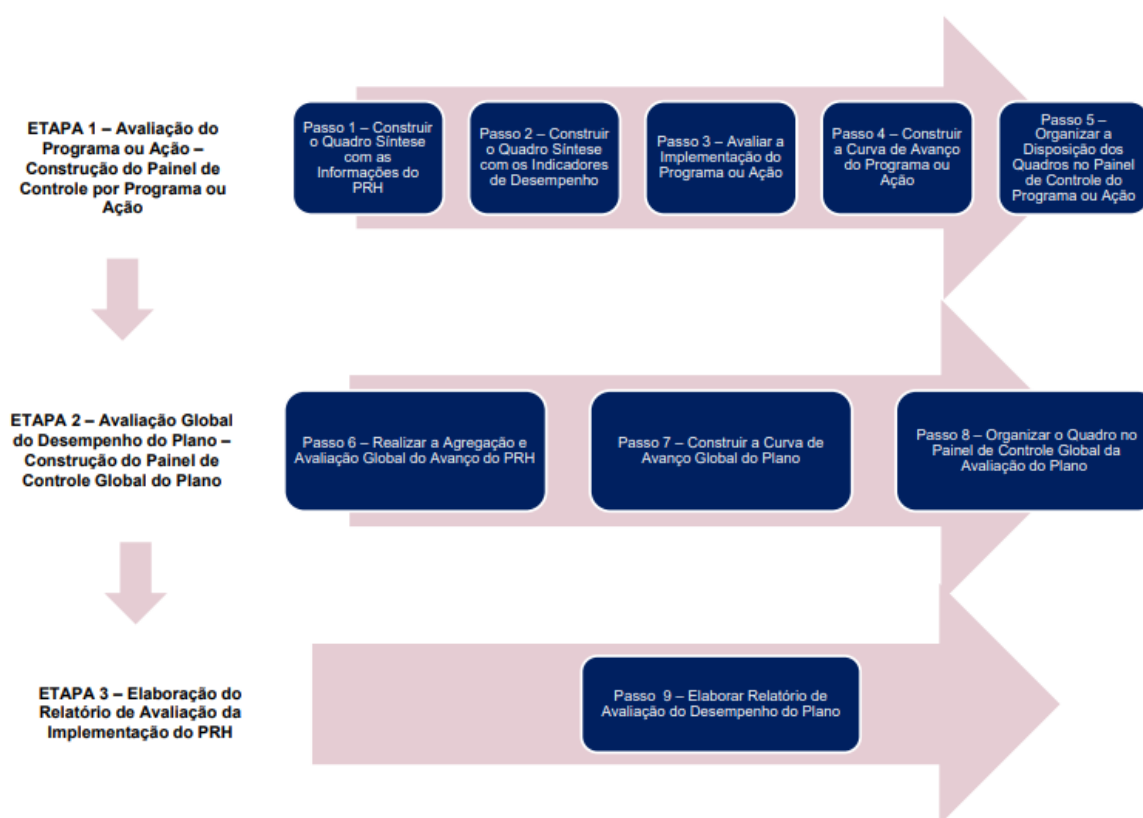 ETAPA 1 – Avaliação do
Programa ou Ação –
Construção do Painel de
Controle por Programa ou
Ação
Passo 1 – Construir
o Quadro Síntese
com as
Informações do
PRH
Passo 2 – Construir
o Quadro Síntese
com os Indicadores
de Desempenho
Passo 3 – Avaliar a
Implementação do
Programa ou Ação
Passo 4 – Construir
a Curva de Avanço
do Programa ou
Ação
Passo 5 –
Organizar a
Disposição dos
Quadros no Painel
de Controle do
Programa ou Ação
ETAPA 2 – Avaliação Global
do Desempenho do Plano –
Construção do Painel de
Controle Global do Plano
Passo 6 – Realizar a Agregação e
Avaliação Global do Avanço do PRH
Passo 7 – Construir a Curva de
Avanço Global do Plano
Passo 8 – Organizar o Quadro no
Painel de Controle Global da
Avaliação do Plano
ETAPA 3 – Elaboração do
Relatório de Avaliação da
Implementação do PRH
Passo 9 – Elaborar Relatório de
Avaliação do Desempenho do Plano